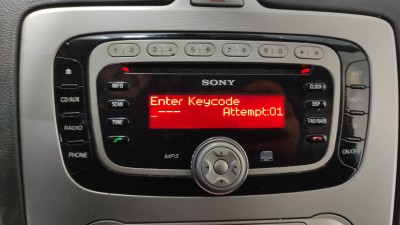 1 2 3 4 5 6 7 8 9 0 * #
INFO
SONY
CLOCK
CD/AUX
SCAN
Enter Keycode
_--- Attempt:01
DSP
MENU
RADIO
TONE
TA/BAN
PHONE
MP3
ON/OFF